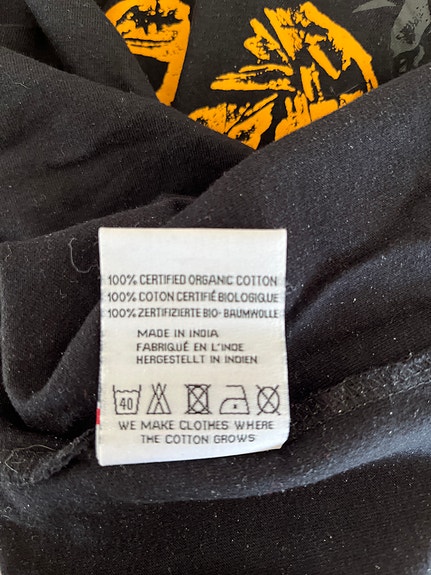 100% CERTIFIED ORGANIC COTTON
100% COTON CERTIFIÉ BIOLOGIQUE
100% ZERTIFIZIERTE BIO- BAUMWOLLE
MADE IN INDIA
FABRIQUÉ EN L'INDE
HERGESTELLT IN INDIEN
40
WE MAKE CLOTHES WHERE
THE COTTON GROWS